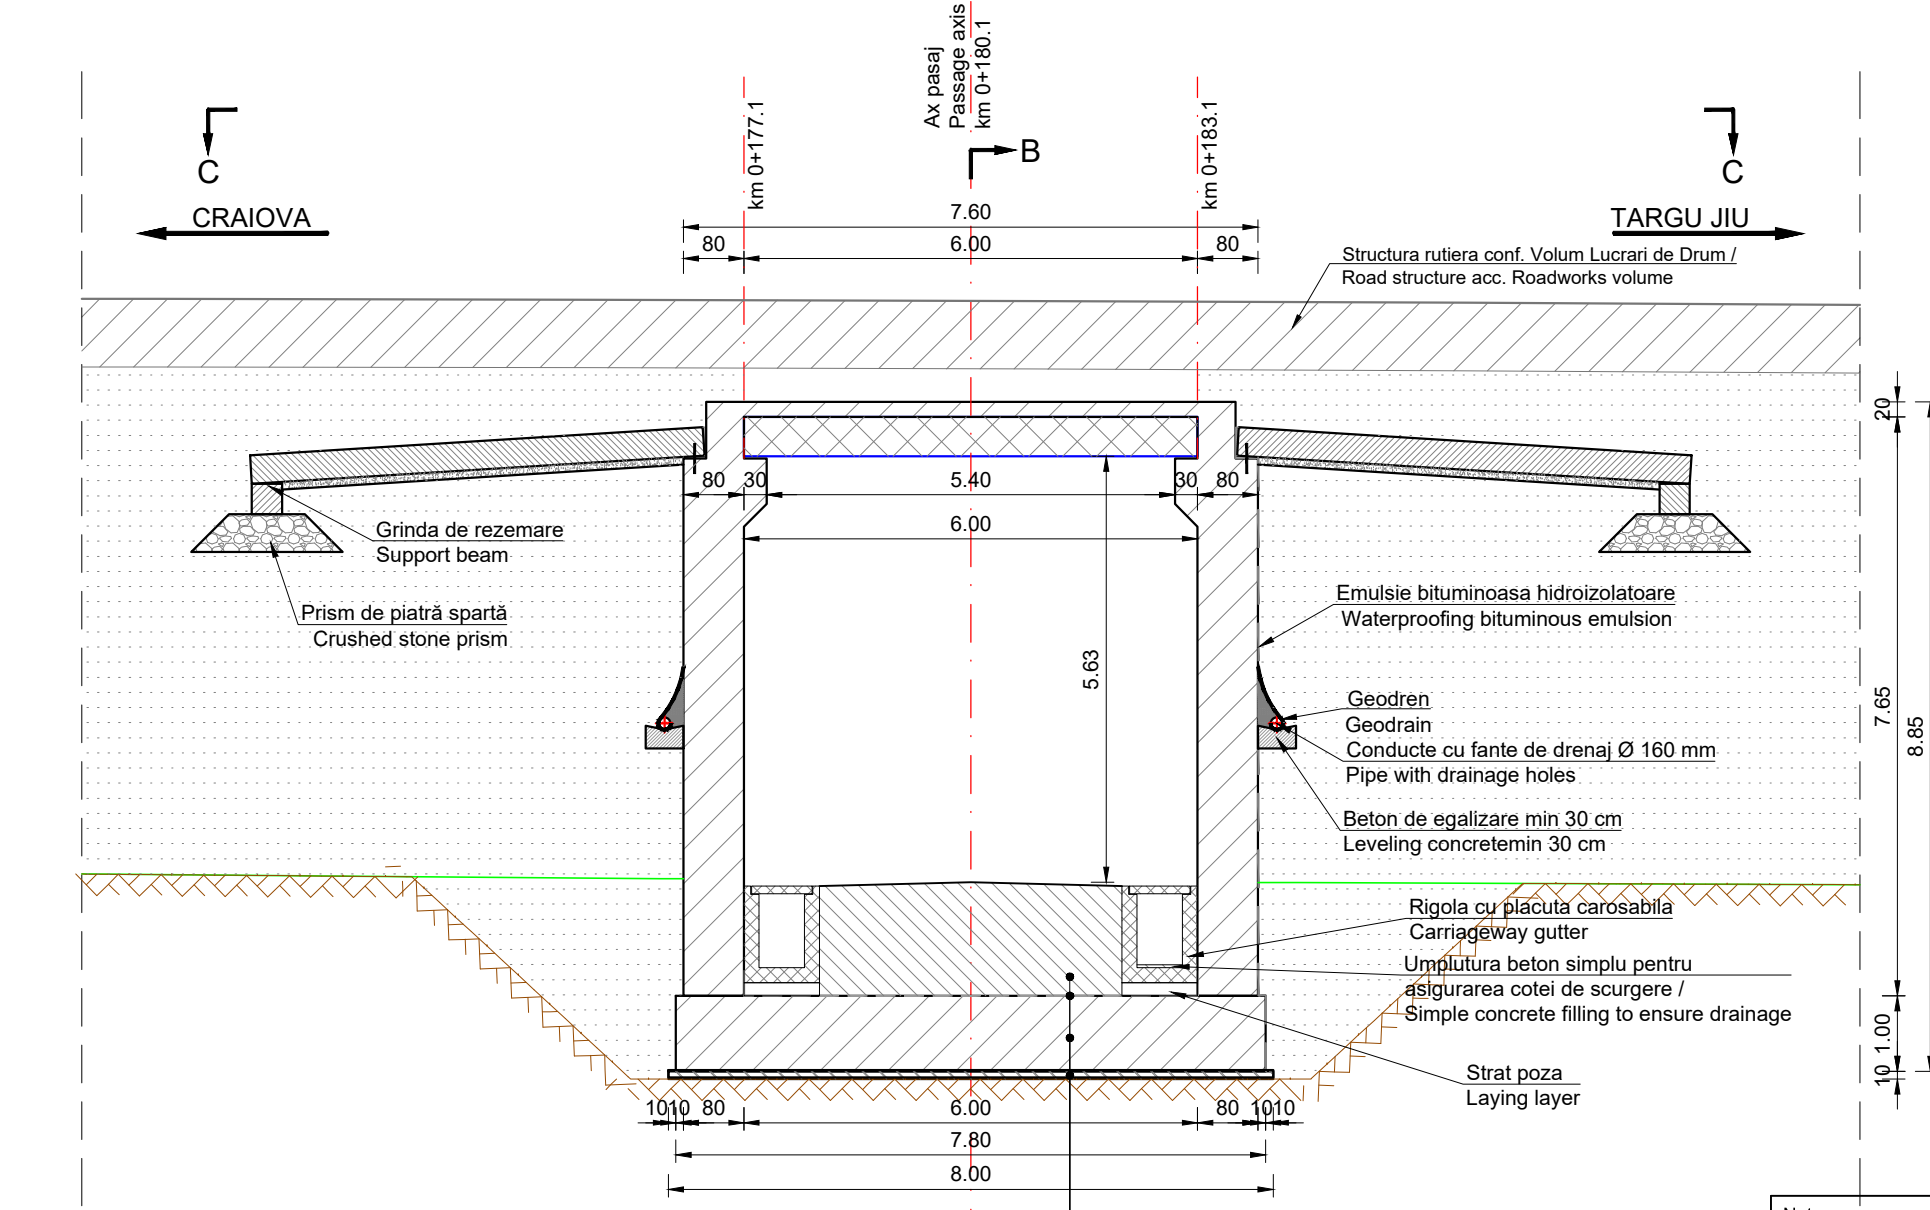 Ax pasaj
Passage axis
km 0+180.1
km 0+177.1
km 0+183.1
C
B
C
CRAIOVA
TARGU JIU
7.60
80
6.00
80
Structura rutiera conf. Volum Lucrari de Drum /
Road structure acc. Roadworks volume
20
80
30
5.40
30
80
6.00
Grinda de rezemare
Support beam
Prism de piatră spartă
Crushed stone prism
5.63
Emulsie bituminoasa hidroizolatoare
Waterproofing bituminous emulsion
Geodren
Geodrain
Conducte cu fante de drenaj Ø 160 mm
Pipe with drainage holes
7.65
8.85
Beton de egalizare min 30 cm
Leveling concretemin 30 cm
Rigola cu placuta carosabila
Carriageway gutter
Umplutura beton simplu pentru
asigurarea cotei de scurgere /
Simple concrete filling to ensure drainage
1.00
10
Strat poza
Laying layer
10
10
80
6.00
80
10
10
7.80
8.00